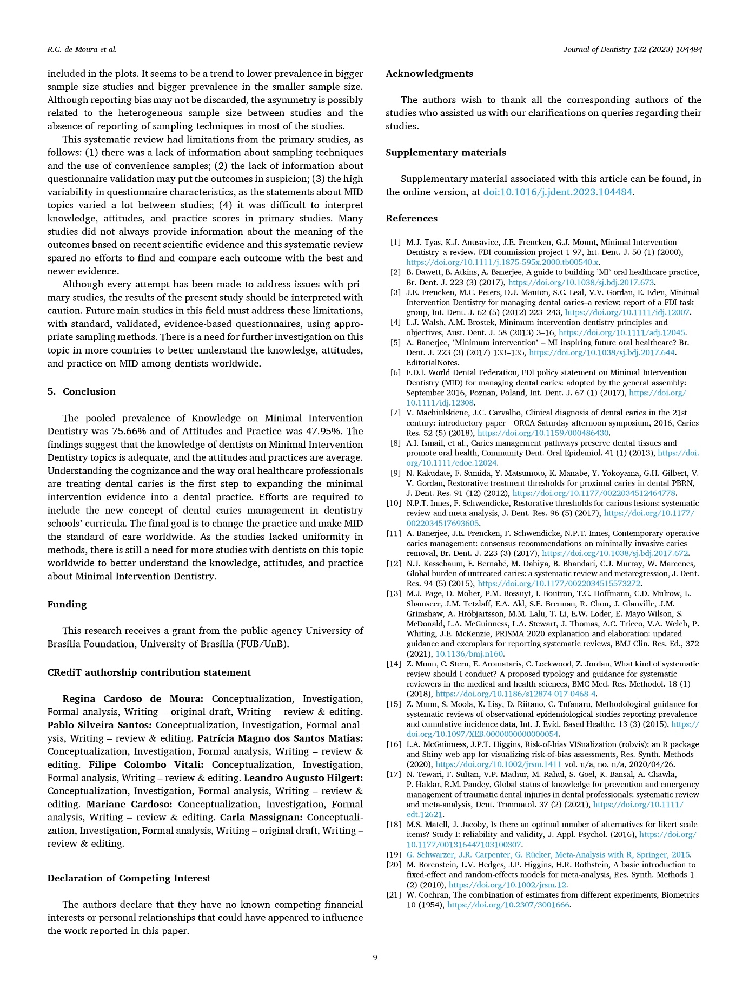 R.C. de Moura et al.
Journal of Dentistry 132 (2023) 104484
included in the plots. It seems to be a trend to lower prevalence in bigger
sample size studies and bigger prevalence in the smaller sample size.
Although reporting bias may not be discarded, the asymmetry is possibly
related to the heterogeneous sample size between studies and the
absence of reporting of sampling techniques in most of the studies.
This systematic review had limitations from the primary studies, as
follows: (1) there was a lack of information about sampling techniques
and the use of convenience samples; (2) the lack of information about
questionnaire validation may put the outcomes in suspicion; (3) the high
variability in questionnaire characteristics, as the statements about MID
topics varied a lot between studies; (4) it was difficult to interpret
knowledge, attitudes, and practice scores in primary studies. Many
studies did not always provide information about the meaning of the
outcomes based on recent scientific evidence and this systematic review
spared no efforts to find and compare each outcome with the best and
newer evidence.
Although every attempt has been made to address issues with pri-
mary studies, the results of the present study should be interpreted with
caution. Future main studies in this field must address these limitations,
with standard, validated, evidence-based questionnaires, using appro-
priate sampling methods. There is a need for further investigation on this
topic in more countries to better understand the knowledge, attitudes,
and practice on MID among dentists worldwide.
5. Conclusion
The pooled prevalence of Knowledge on Minimal Intervention
Dentistry was 75.66% and of Attitudes and Practice was 47.95%. The
findings suggest that the knowledge of dentists on Minimal Intervention
Dentistry topics is adequate, and the attitudes and practices are average.
Understanding the cognizance and the way oral healthcare professionals
are treating dental caries is the first step to expanding the minimal
intervention evidence into a dental practice. Efforts are required to
include the new concept of dental caries management in dentistry
schools' curricula. The final goal is to change the practice and make MID
the standard of care worldwide. As the studies lacked uniformity in
methods, there is still a need for more studies with dentists on this topic
worldwide to better understand the knowledge, attitudes, and practice
about Minimal Intervention Dentistry.
Funding
This research receives a grant from the public agency University of
Brasília Foundation, University of Brasília (FUB/UnB).
CRediT authorship contribution statement
Regina Cardoso de Moura: Conceptualization, Investigation,
Formal analysis, Writing – original draft, Writing – review & editing.
Pablo Silveira Santos: Conceptualization, Investigation, Formal anal-
ysis, Writing – review & editing. Patrícia Magno dos Santos Matias:
Conceptualization, Investigation, Formal analysis, Writing – review &
editing. Filipe Colombo Vitali: Conceptualization, Investigation,
Formal analysis, Writing – review & editing. Leandro Augusto Hilgert:
Conceptualization, Investigation, Formal analysis, Writing – review &
editing. Mariane Cardoso: Conceptualization, Investigation, Formal
analysis, Writing – review & editing. Carla Massignan: Conceptuali-
zation, Investigation, Formal analysis, Writing – original draft, Writing –
review & editing.
Declaration of Competing Interest
The authors declare that they have no known competing financial
interests or personal relationships that could have appeared to influence
the work reported in this paper.
Acknowledgments
The authors wish to thank all the corresponding authors of the
studies who assisted us with our clarifications on queries regarding their
studies.
Supplementary materials
Supplementary material associated with this article can be found, in
the online version, at doi:10.1016/j.jdent.2023.104484.
References
[1] M.J. Tyas, K.J. Anusavice, J.E. Frencken, G.J. Mount, Minimal Intervention
Dentistry–a review. FDI commission project 1-97, Int. Dent. J. 50 (1) (2000),
https://doi.org/10.1111/j.1875-595x.2000.tb00540.x.
[2] B. Dawett, B. Atkins, A. Banerjee, A guide to building 'MI' oral healthcare practice,
Br. Dent. J. 223 (3) (2017), https://doi.org/10.1038/sj.bdj.2017.673.
[3] J.E. Frencken, M.C. Peters, D.J. Manton, S.C. Leal, V.V. Gordan, E. Eden, Minimal
Intervention Dentistry for managing dental caries–a review: report of a FDI task
group, Int. Dent. J. 62 (5) (2012) 223–243, https://doi.org/10.1111/idj.12007.
[4] L.J. Walsh, A.M. Brostek, Minimum intervention dentistry principles and
objectives, Aust. Dent. J. 58 (2013) 3–16, https://doi.org/10.1111/adj.12045.
[5] A. Banerjee, 'Minimum intervention' – MI inspiring future oral healthcare? Br.
Dent. J. 223 (3) (2017) 133–135, https://doi.org/10.1038/sj.bdj.2017.644.
EditorialNotes.
[6] F.D.I. World Dental Federation, FDI policy statement on Minimal Intervention
Dentistry (MID) for managing dental caries: adopted by the general assembly:
September 2016, Poznan, Poland, Int. Dent. J. 67 (1) (2017), https://doi.org/
10.1111/idj.12308.
[7] V. Machiulskiene, J.C. Carvalho, Clinical diagnosis of dental caries in the 21st
century: introductory paper - ORCA Saturday afternoon symposium, 2016, Caries
Res. 52 (5) (2018), https://doi.org/10.1159/000486430.
[8] A.I. Ismail, et al., Caries management pathways preserve dental tissues and
promote oral health, Community Dent. Oral Epidemiol. 41 (1) (2013), https://doi.
org/10.1111/cdoe.12024.
[9] N. Kakudate, F. Sumida, Y. Matsumoto, K. Manabe, Y. Yokoyama, G.H. Gilbert, V.
V. Gordan, Restorative treatment thresholds for proximal caries in dental PBRN,
J. Dent. Res. 91 (12) (2012), https://doi.org/10.1177/0022034512464778.
[10] N.P.T. Innes, F. Schwendicke, Restorative thresholds for carious lesions: systematic
review and meta-analysis, J. Dent. Res. 96 (5) (2017), https://doi.org/10.1177/
0022034517693605.
[11] A. Banerjee, J.E. Frencken, F. Schwendicke, N.P.T. Innes, Contemporary operative
caries management: consensus recommendations on minimally invasive caries
removal, Br. Dent. J. 223 (3) (2017), https://doi.org/10.1038/sj.bdj.2017.672.
[12] N.J. Kassebaum, E. Bernabé, M. Dahiya, B. Bhandari, C.J. Murray, W. Marcenes,
Global burden of untreated caries: a systematic review and metaregression, J. Dent.
Res. 94 (5) (2015), https://doi.org/10.1177/0022034515573272.
[13] M.J. Page, D. Moher, P.M. Bossuyt, I. Boutron, T.C. Hoffmann, C.D. Mulrow, L.
Shamseer, J.M. Tetzlaff, E.A. Akl, S.E. Brennan, R. Chou, J. Glanville, J.M.
Grimshaw, A. Hróbjartsson, M.M. Lalu, T. Li, E.W. Loder, E. Mayo-Wilson, S.
McDonald, L.A. McGuinness, L.A. Stewart, J. Thomas, A.C. Tricco, V.A. Welch, P.
Whiting, J.E. McKenzie, PRISMA 2020 explanation and elaboration: updated
guidance and exemplars for reporting systematic reviews, BMJ Clin. Res. Ed., 372
(2021), 10.1136/bmj.n160.
[14] Z. Munn, C. Stern, E. Aromataris, C. Lockwood, Z. Jordan, What kind of systematic
review should I conduct? A proposed typology and guidance for systematic
reviewers in the medical and health sciences, BMC Med. Res. Methodol. 18 (1)
(2018), https://doi.org/10.1186/s12874-017-0468-4.
[15] Z. Munn, S. Moola, K. Lisy, D. Riitano, C. Tufanaru, Methodological guidance for
systematic reviews of observational epidemiological studies reporting prevalence
and cumulative incidence data, Int. J. Evid. Based Healthc. 13 (3) (2015), https://
doi.org/10.1097/XEB.0000000000000054.
[16] L.A. McGuinness, J.P.T. Higgins, Risk-of-bias VISualization (robvis): an R package
and Shiny web app for visualizing risk-of-bias assessments, Res. Synth. Methods
(2020), https://doi.org/10.1002/jrsm.1411 vol. n/a, no. n/a, 2020/04/26.
[17] N. Tewari, F. Sultan, V.P. Mathur, M. Rahul, S. Goel, K. Bansal, A. Chawla,
P. Haldar, R.M. Pandey, Global status of knowledge for prevention and emergency
management of traumatic dental injuries in dental professionals: systematic review
and meta-analysis, Dent. Traumatol. 37 (2) (2021), https://doi.org/10.1111/
edt.12621.
[18] M.S. Matell, J. Jacoby, Is there an optimal number of alternatives for likert scale
items? Study I: reliability and validity, J. Appl. Psychol. (2016), https://doi.org/
10.1177/001316447103100307.
[19] G. Schwarzer, J.R. Carpenter, G. Rücker, Meta-Analysis with R, Springer, 2015.
[20] M. Borenstein, L.V. Hedges, J.P. Higgins, H.R. Rothstein, A basic introduction to
fixed-effect and random-effects models for meta-analysis, Res. Synth. Methods 1
(2) (2010), https://doi.org/10.1002/jrsm.12.
[21] W. Cochran, The combination of estimates from different experiments, Biometrics
10 (1954), https://doi.org/10.2307/3001666.
9